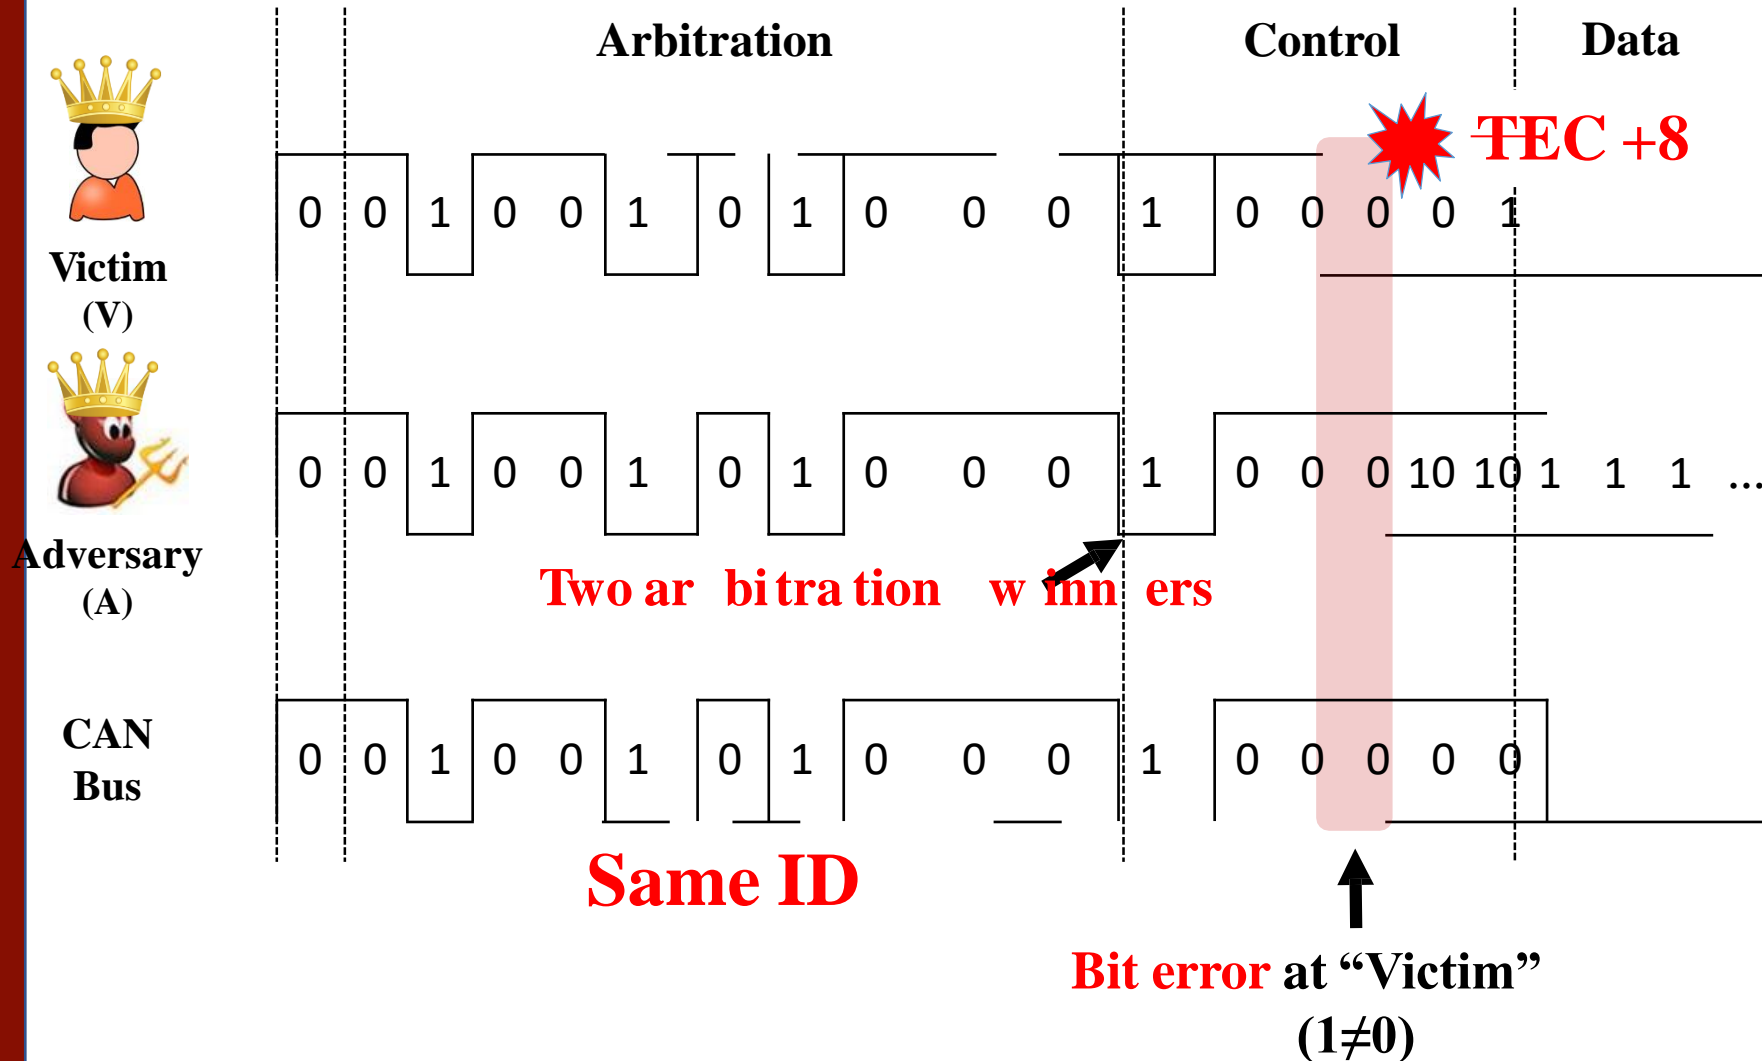 Arbitration Control Data
TEC +8
0 0 1 0 0 1 0 1 0 0 0 1 0 0 0 0 1
Victim
(V)
0 0 1 0 0 1 0 1 0 0 0 1 0 0 0 10 10 1 1 1 ...
Adversary
(A)
Two arbitration winners
0 0 1 0 0 1 0 1 0 0 0 1 0 0 0 0 0
CAN
Bus
Same ID
Bit error at “Victim”
(1≠0)